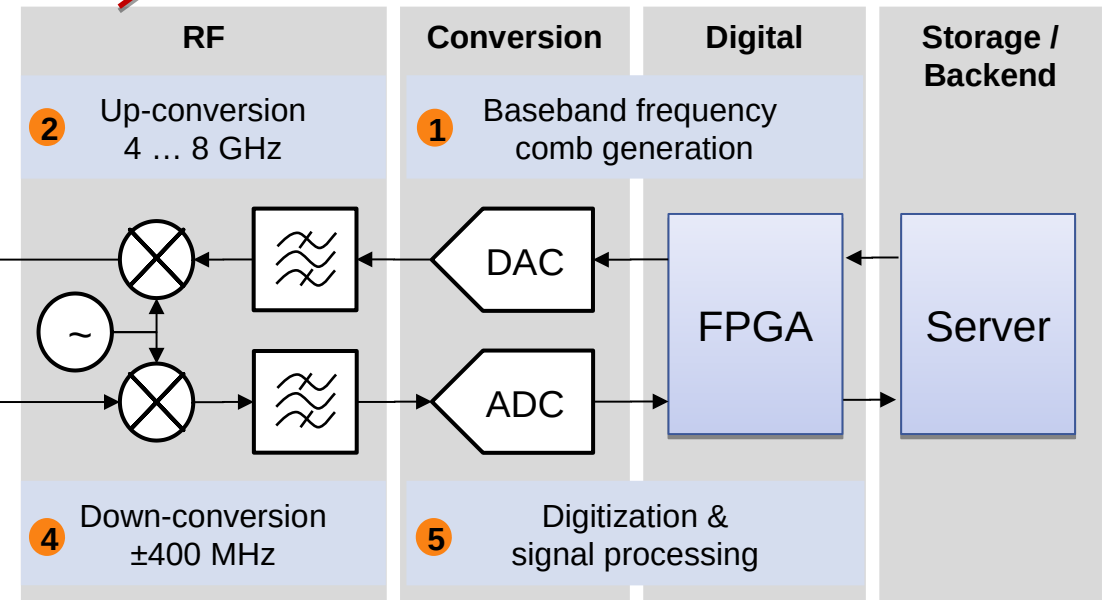 RF
Conversion
Digital
Storage /
Backend
2
Up-conversion
4 … 8 GHz
1
Baseband frequency
comb generation
DAC
~
FPGA
Server
ADC
4
Down-conversion
±400 MHz
5
Digitization &
signal processing